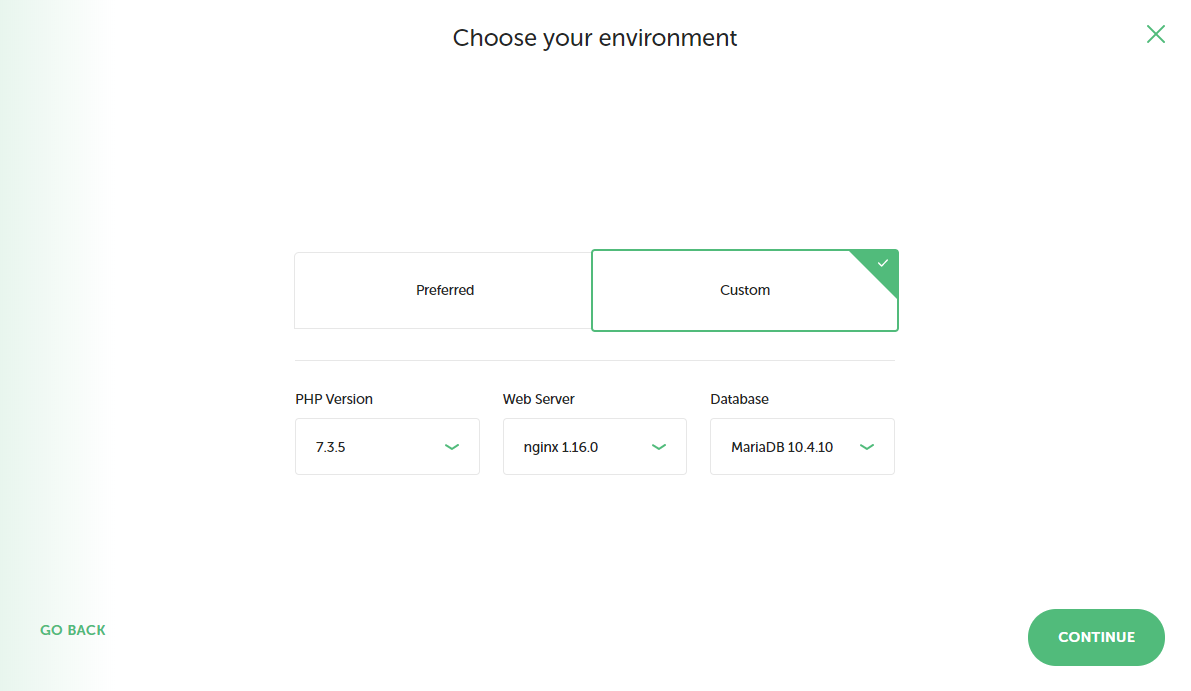 Choose your environment
Preferred
Custom
PHP Version
Web Server
Database
7.3.5
nginx 1.16.0
MariaDB 10.4.10
GO BACK
CONTINUE